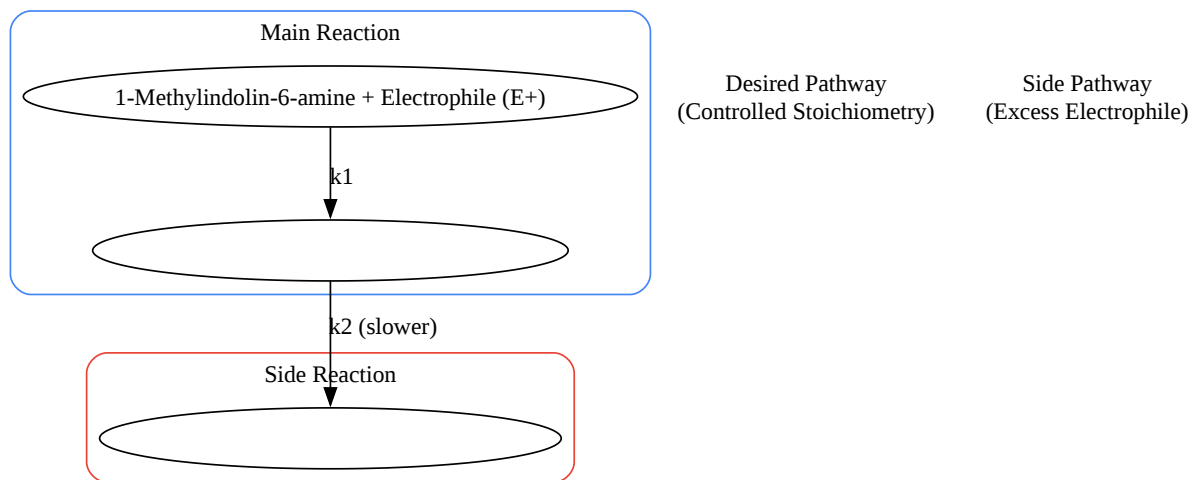 Main Reaction
1-Methylindolin-6-amine + Electrophile (E+)
Desired Pathway
(Controlled Stoichiometry)
Side Pathway
(Excess Electrophile)
k1
k2 (slower)
Side Reaction